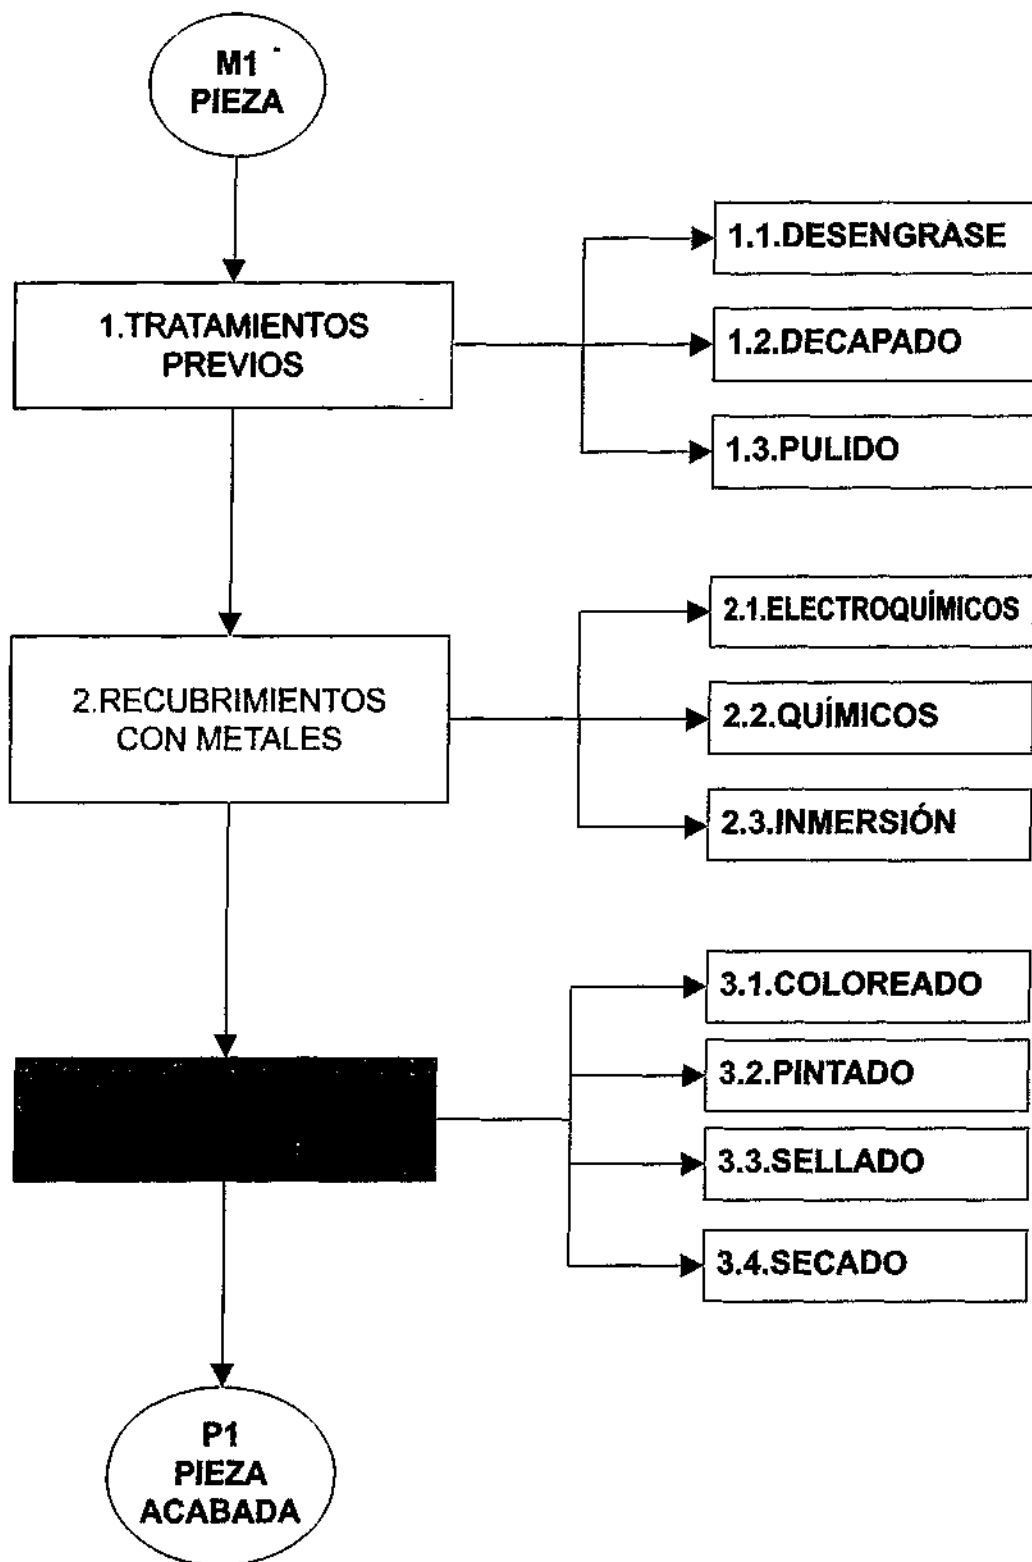 M1
PIEZA
1.TRATAMIENTOS
PREVIOS
1.1.DESENGRASE
1.2.DECAPADO
1.3.PULIDO
2.RECUBRIMIENTOS
CON METALES
2.1.ELECTROQUÍMICOS
2.2.QUÍMICOS
2.3.INMERSIÓN
3.1.COLOREADO
3.2.PINTADO
3.3.SELLADO
3.4.SECADO
P1
PIEZA
ACABADA